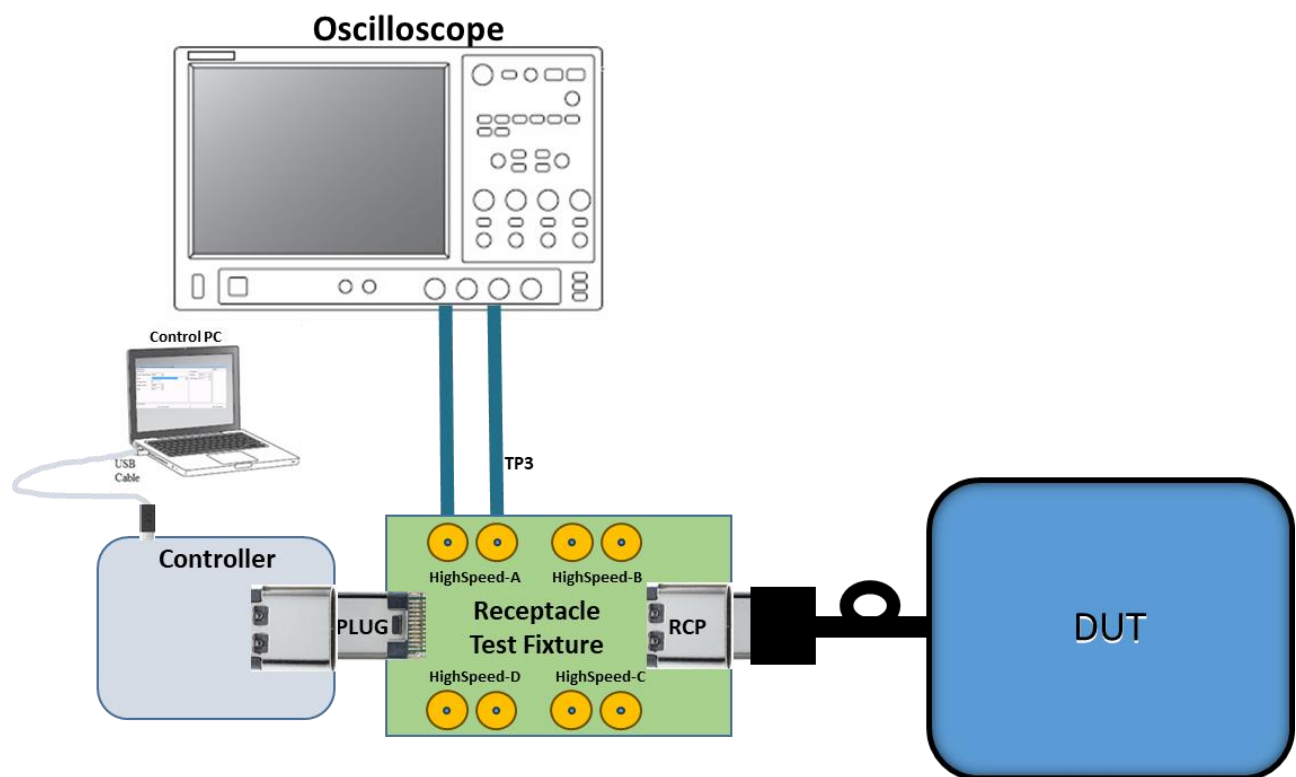 Oscilloscope
Control PC
USB
Cable
TP3
Controller
HighSpeed-A
HighSpeed-B
PLUG
Receptacle
Test Fixture
RCP
DUT
HighSpeed-D
HighSpeed-C